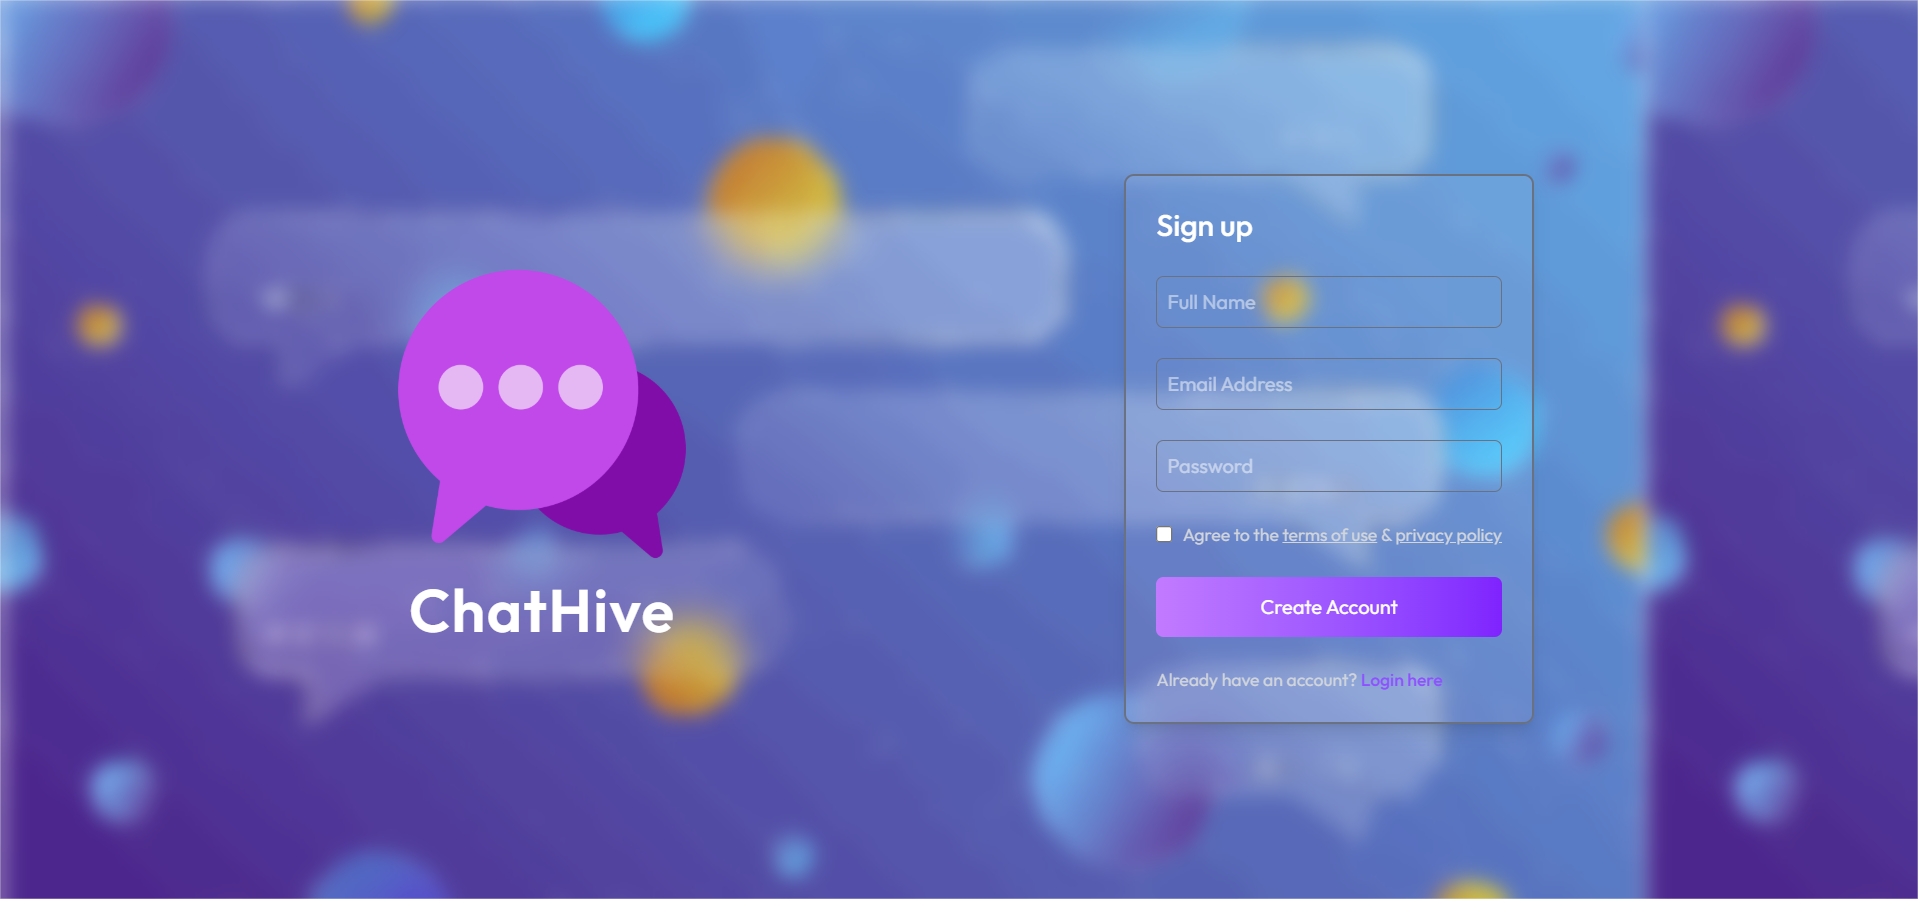 ChatHive
Sign up
Full Name
Email Address
Password
Agree to the terms of use & privacy policy
Create Account
Already have an account? Login here